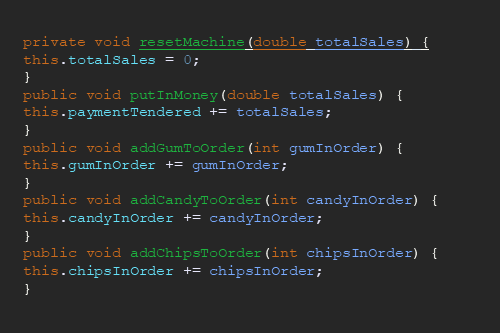 private void resetMachine(double totalSales) {
this.totalSales = 0;
}
public void putInMoney(double totalSales) {
this.paymentTendered += totalSales;
}
public void addGumToOrder(int gumInOrder) {
this.gumInOrder += gumInOrder;
}
public void addCandyToOrder(int candyInOrder) {
this.candyInOrder += candyInOrder;
}
public void addChipsToOrder(int chipsInOrder) {
this.chipsInOrder += chipsInOrder;
}